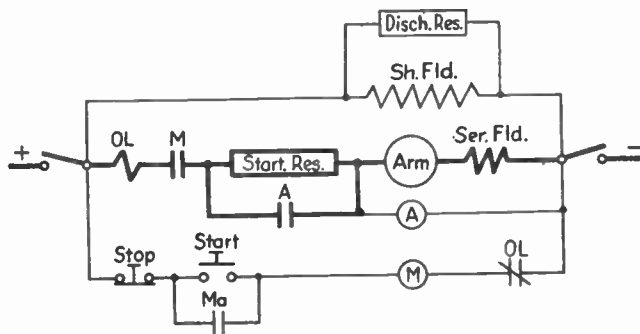 Disch. Res.
Sh. Fld.
+
OL
M
Start. Res.
Arm
Ser. Fld.
−
A
A
Stop
Start
M
OL
Ma